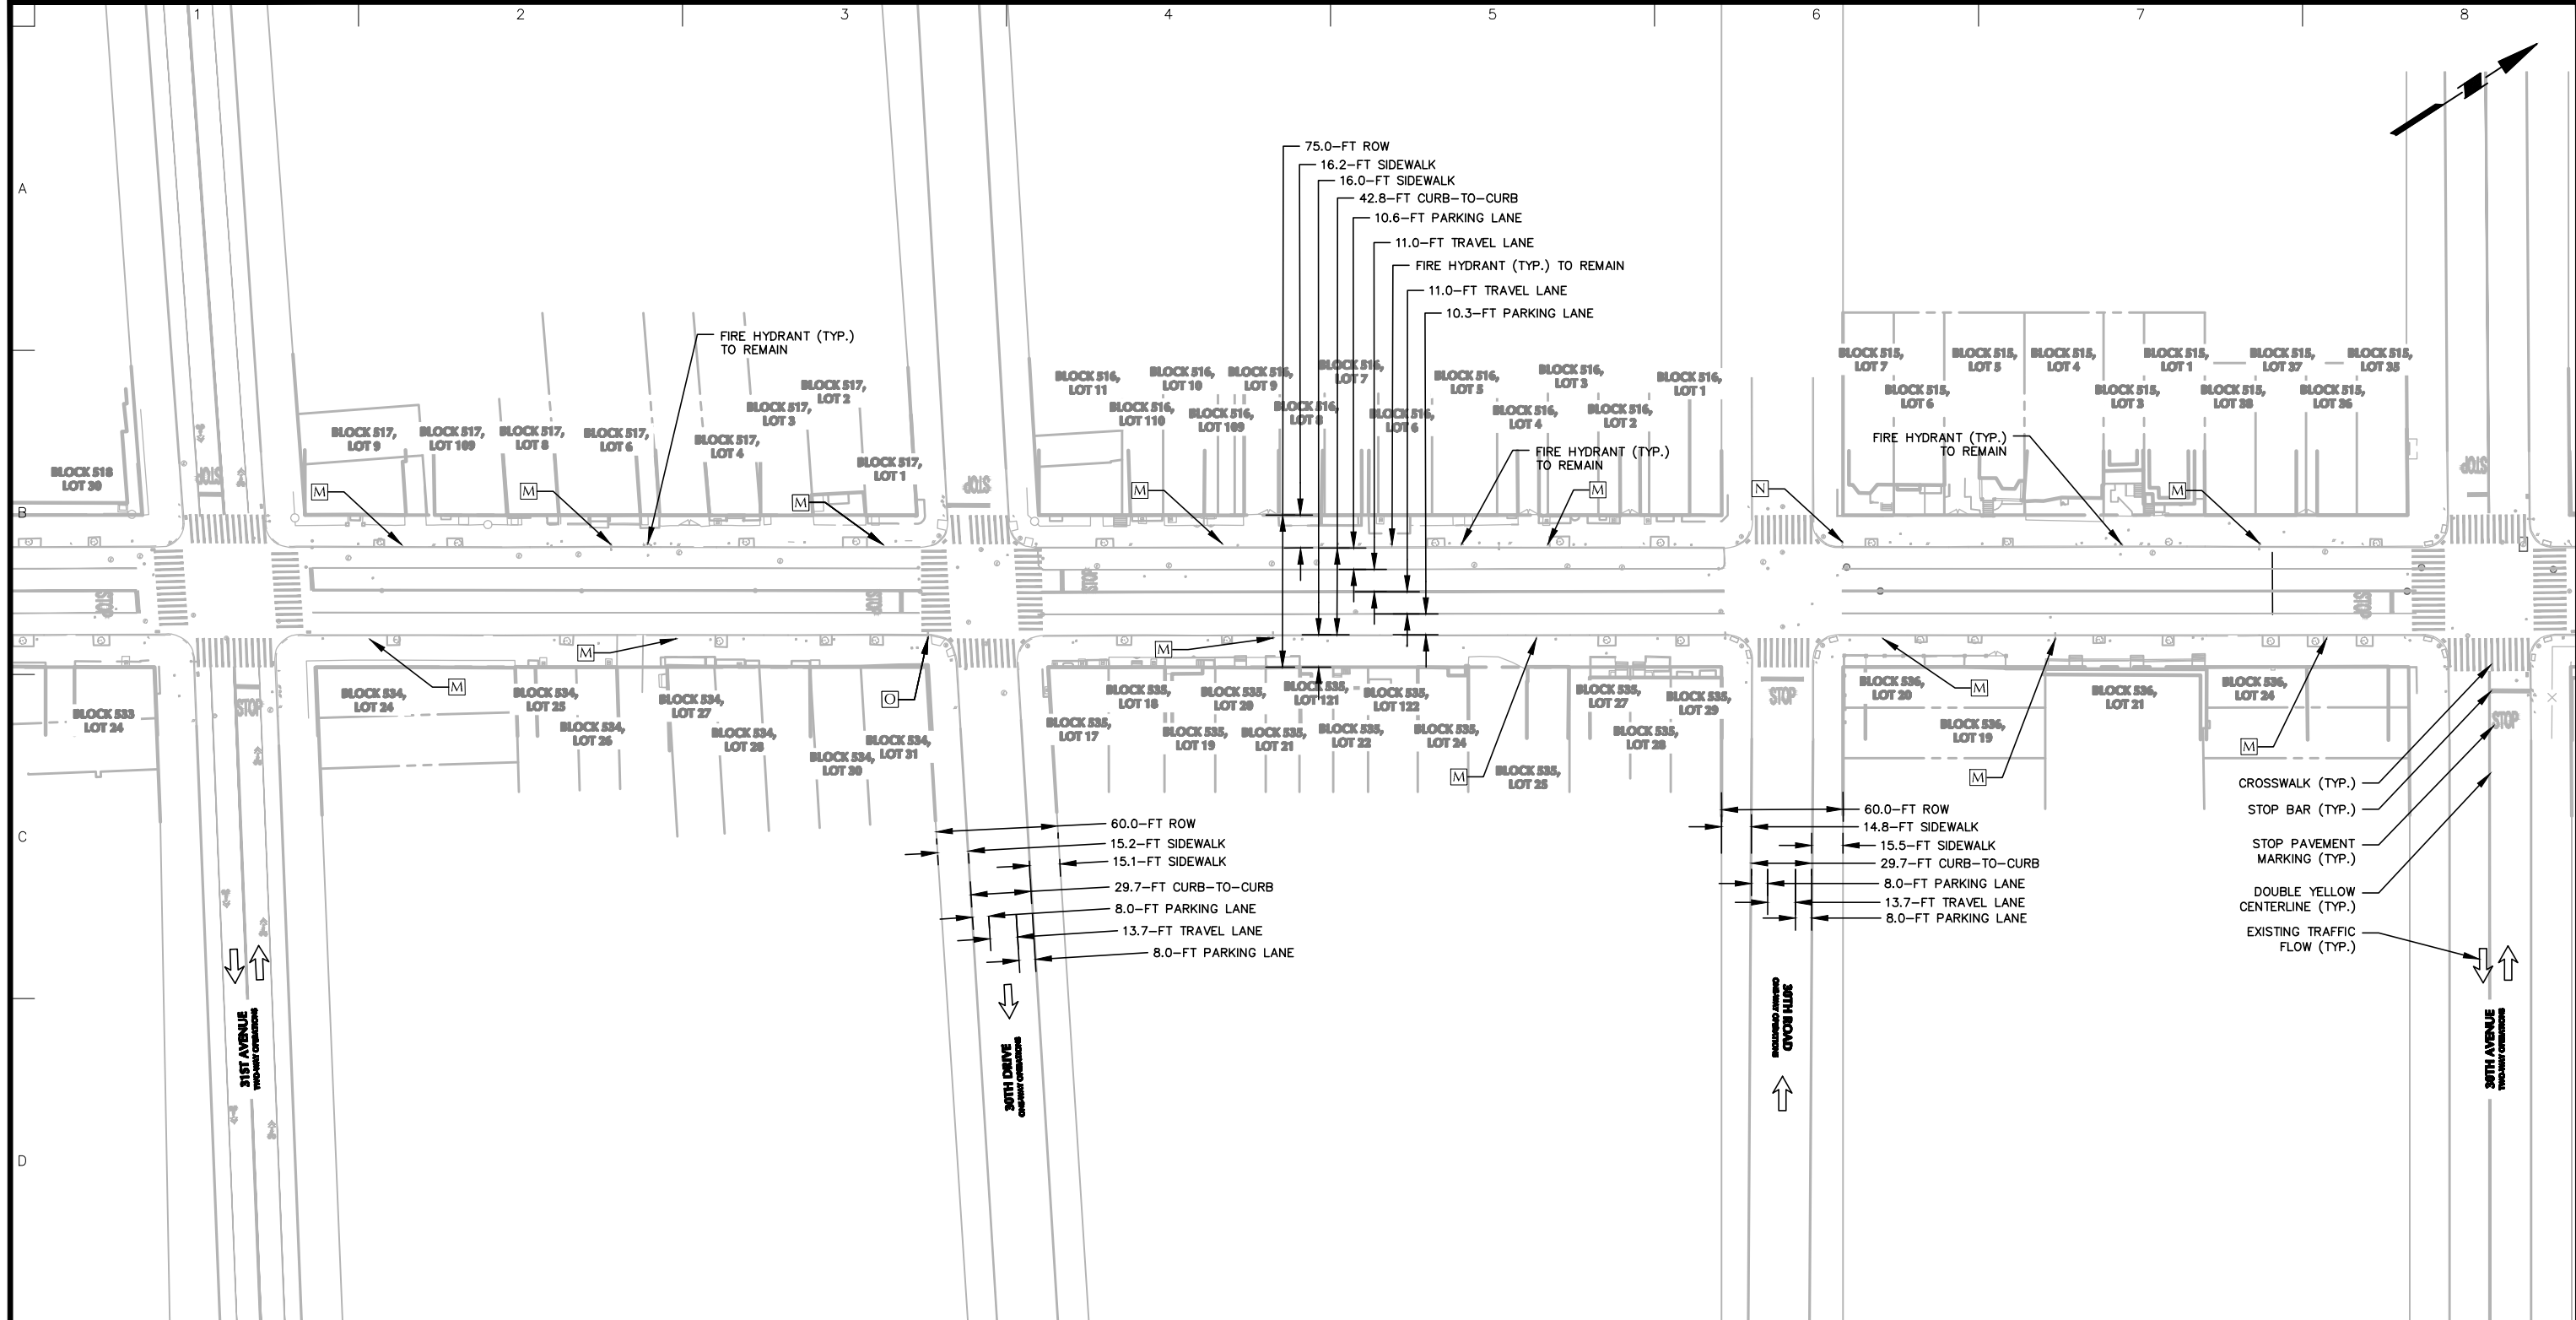 1
2
3
4
5
6
7
8
A
B
C
D
75.0-FT ROW
16.2-FT SIDEWALK
16.0-FT SIDEWALK
42.8-FT CURB-TO-CURB
10.6-FT PARKING LANE
11.0-FT TRAVEL LANE
FIRE HYDRANT (TYP.) TO REMAIN
11.0-FT TRAVEL LANE
10.3-FT PARKING LANE
FIRE HYDRANT (TYP.)
TO REMAIN
BLOCK 518
LOT 30
BLOCK 517,
LOT 9
BLOCK 517,
LOT 109
BLOCK 517,
LOT 8
BLOCK 517,
LOT 6
BLOCK 517,
LOT 4
BLOCK 517,
LOT 3
BLOCK 517,
LOT 2
BLOCK 517,
LOT 1
BLOCK 516,
LOT 11
BLOCK 516,
LOT 110
BLOCK 516,
LOT 10
BLOCK 516,
LOT 109
BLOCK 516,
LOT 9
BLOCK 516,
LOT 8
BLOCK 516,
LOT 7
BLOCK 516,
LOT 6
BLOCK 516,
LOT 5
BLOCK 516,
LOT 4
BLOCK 516,
LOT 3
BLOCK 516,
LOT 2
BLOCK 516,
LOT 1
FIRE HYDRANT (TYP.)
TO REMAIN
BLOCK 515,
LOT 7
BLOCK 515,
LOT 6
BLOCK 515,
LOT 5
BLOCK 515,
LOT 4
BLOCK 515,
LOT 3
BLOCK 515,
LOT 1
BLOCK 515,
LOT 38
BLOCK 515,
LOT 37
BLOCK 515,
LOT 36
BLOCK 515,
LOT 35
FIRE HYDRANT (TYP.)
TO REMAIN
STOP
STOP
STOP
M
M
M
M
M
N
M
STOP
STOP
STOP
STOP
M
M
O
M
M
M
M
M
STOP
STOP
STOP
BLOCK 533
LOT 24
BLOCK 534,
LOT 24
BLOCK 534,
LOT 25
BLOCK 534,
LOT 26
BLOCK 534,
LOT 27
BLOCK 534,
LOT 28
BLOCK 534,
LOT 30
BLOCK 534,
LOT 31
BLOCK 535,
LOT 17
BLOCK 535,
LOT 18
BLOCK 535,
LOT 19
BLOCK 535,
LOT 20
BLOCK 535,
LOT 21
BLOCK 535,
LOT 121
BLOCK 535,
LOT 22
BLOCK 535,
LOT 122
BLOCK 535,
LOT 24
BLOCK 535,
LOT 25
BLOCK 535,
LOT 27
BLOCK 535,
LOT 28
BLOCK 535,
LOT 29
BLOCK 536,
LOT 20
BLOCK 536,
LOT 19
BLOCK 536,
LOT 21
BLOCK 536,
LOT 24
60.0-FT ROW
15.2-FT SIDEWALK
15.1-FT SIDEWALK
29.7-FT CURB-TO-CURB
8.0-FT PARKING LANE
13.7-FT TRAVEL LANE
8.0-FT PARKING LANE
60.0-FT ROW
14.8-FT SIDEWALK
15.5-FT SIDEWALK
29.7-FT CURB-TO-CURB
8.0-FT PARKING LANE
13.7-FT TRAVEL LANE
8.0-FT PARKING LANE
CROSSWALK (TYP.)
STOP BAR (TYP.)
STOP PAVEMENT
MARKING (TYP.)
DOUBLE YELLOW
CENTERLINE (TYP.)
EXISTING TRAFFIC
FLOW (TYP.)
31ST AVENUE
TWO-WAY OPERATIONS
30TH DRIVE
ONE-WAY OPERATIONS
30TH ROAD
ONE-WAY OPERATIONS
30TH AVENUE
TWO-WAY OPERATIONS